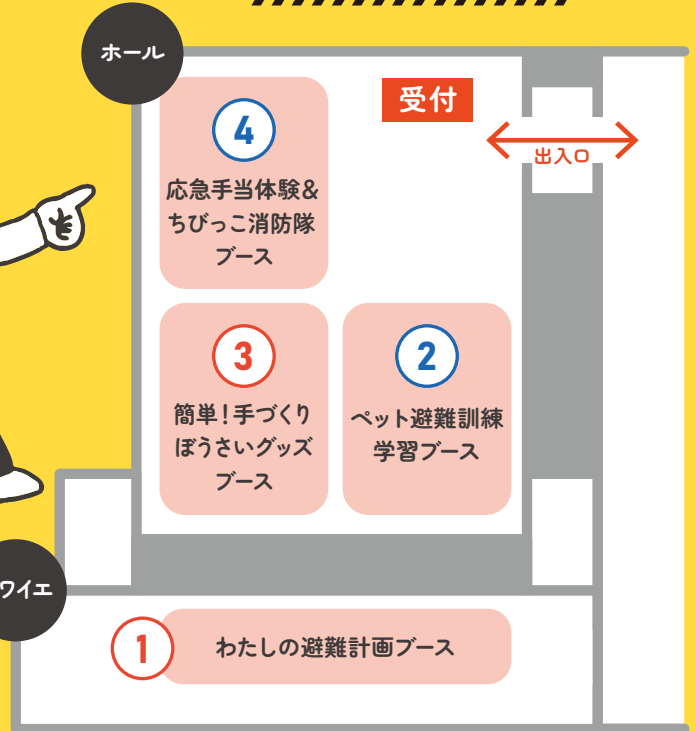 ホール
受付
出入口
4
応急手当体験&
ちびっこ消防隊
ブース
3
簡単!手づくり
ぼうさいグッズ
ブース
2
ペット避難訓練
学習ブース
ワイエ
1
わたしの避難計画ブース